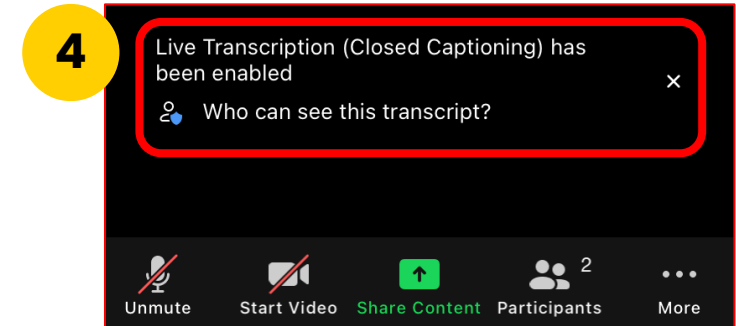 4
Live Transcription (Closed Captioning) has
been enabled
Who can see this transcript?
2
Unmute
Start Video
Share Content
Participants
More